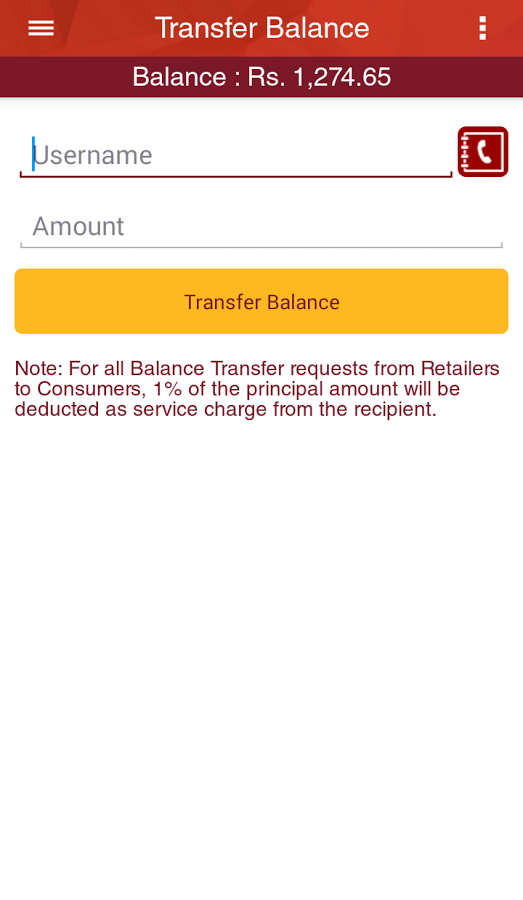 Transfer Balance
Balance : Rs. 1,274.65
Username
Amount
Transfer Balance
Note: For all Balance Transfer requests from Retailers
to Consumers, 1% of the principal amount will be
deducted as service charge from the recipient.